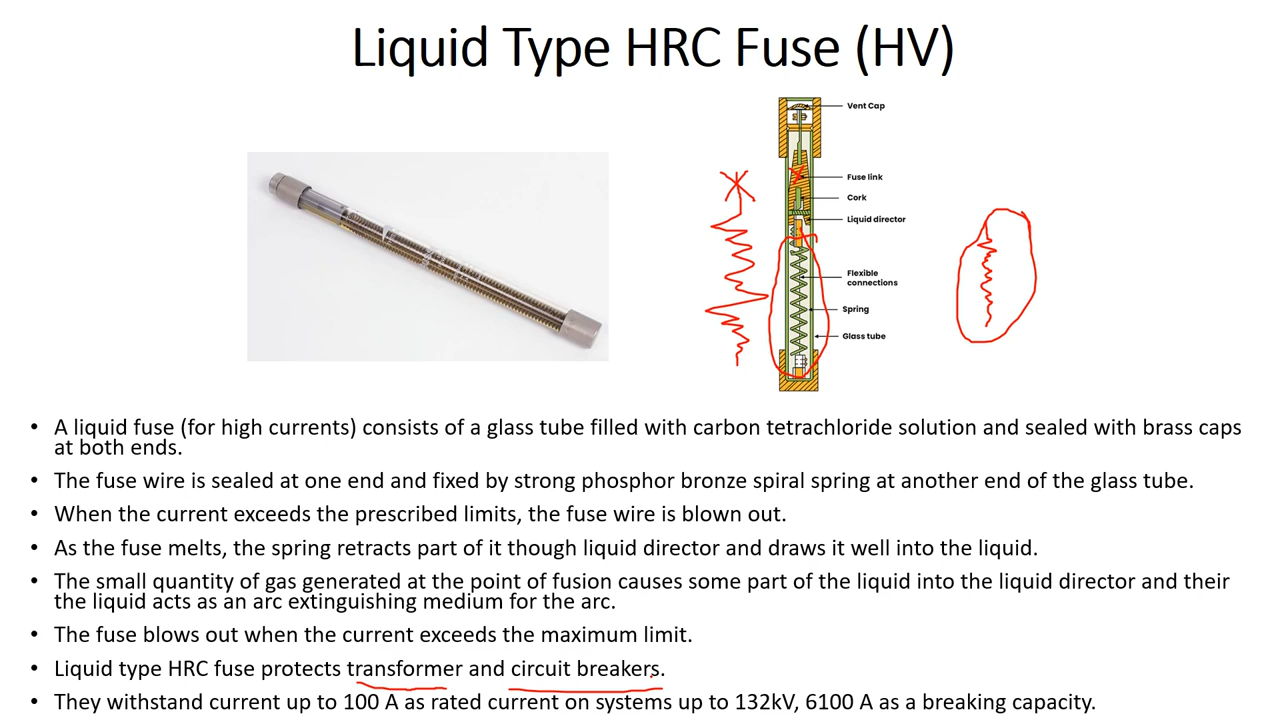 Liquid Type HRC Fuse (HV)
Vent Cap
Fuse link
Cork
Liquid director
Flexible
connections
Spring
Glass tube
• A liquid fuse (for high currents) consists of a glass tube filled with carbon tetrachloride solution and sealed with brass caps
at both ends.
• The fuse wire is sealed at one end and fixed by strong phosphor bronze spiral spring at another end of the glass tube.
• When the current exceeds the prescribed limits, the fuse wire is blown out.
• As the fuse melts, the spring retracts part of it though liquid director and draws it well into the liquid.
• The small quantity of gas generated at the point of fusion causes some part of the liquid into the liquid director and their
the liquid acts as an arc extinguishing medium for the arc.
• The fuse blows out when the current exceeds the maximum limit.
• Liquid type HRC fuse protects transformer and circuit breakers.
• They withstand current up to 100 A as rated current on systems up to 132kV, 6100 A as a breaking capacity.